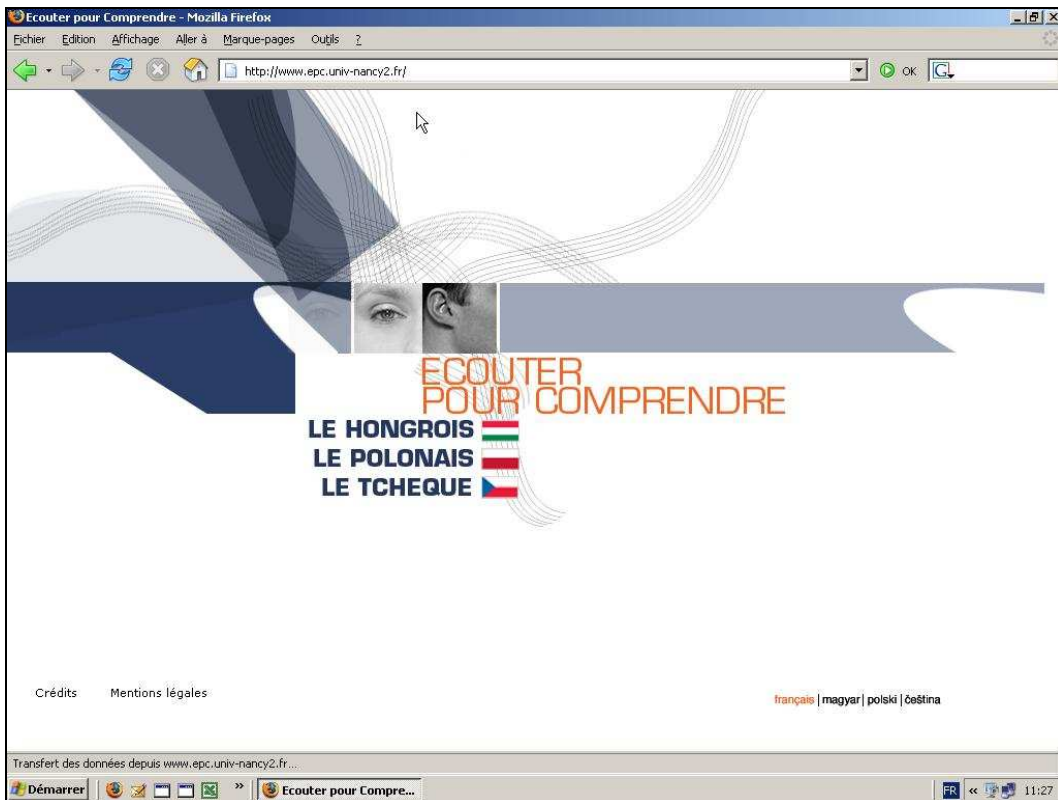 Ecouter pour Comprendre - Mozilla Firefox
Fichier Edition Affichage Aller à Marque-pages Outils ?
http://www.epc.univ-nancy2.fr/ OK G
ECOUTER
POUR COMPRENDRE
LE HONGROIS
LE POLONAIS
LE TCHEQUE
Crédits Mentions légales
français | magyar | polski | čeština
Transfert des données depuis www.epc.univ-nancy2.fr...
Démarrer » Ecouter pour Compre... FR « 11:27